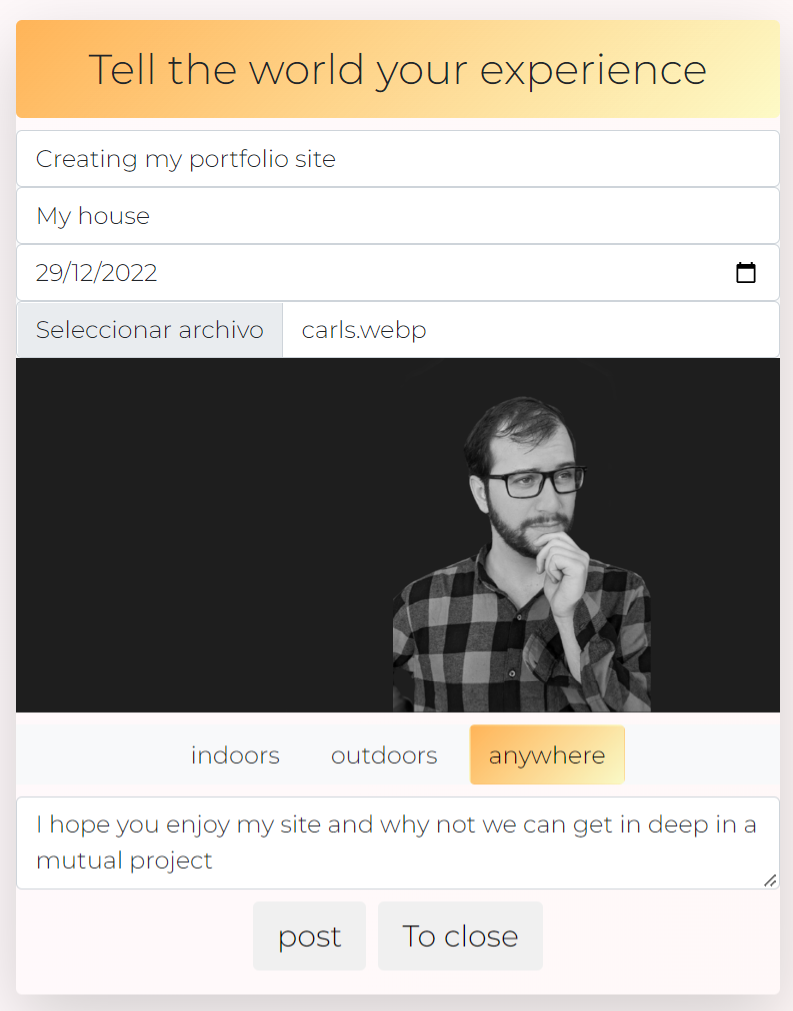 Tell the world your experience
Creating my portfolio site
My house
29/12/2022
Seleccionar archivo carls.webp
indoors outdoors anywhere
I hope you enjoy my site and why not we can get in deep in a
mutual project
post To close